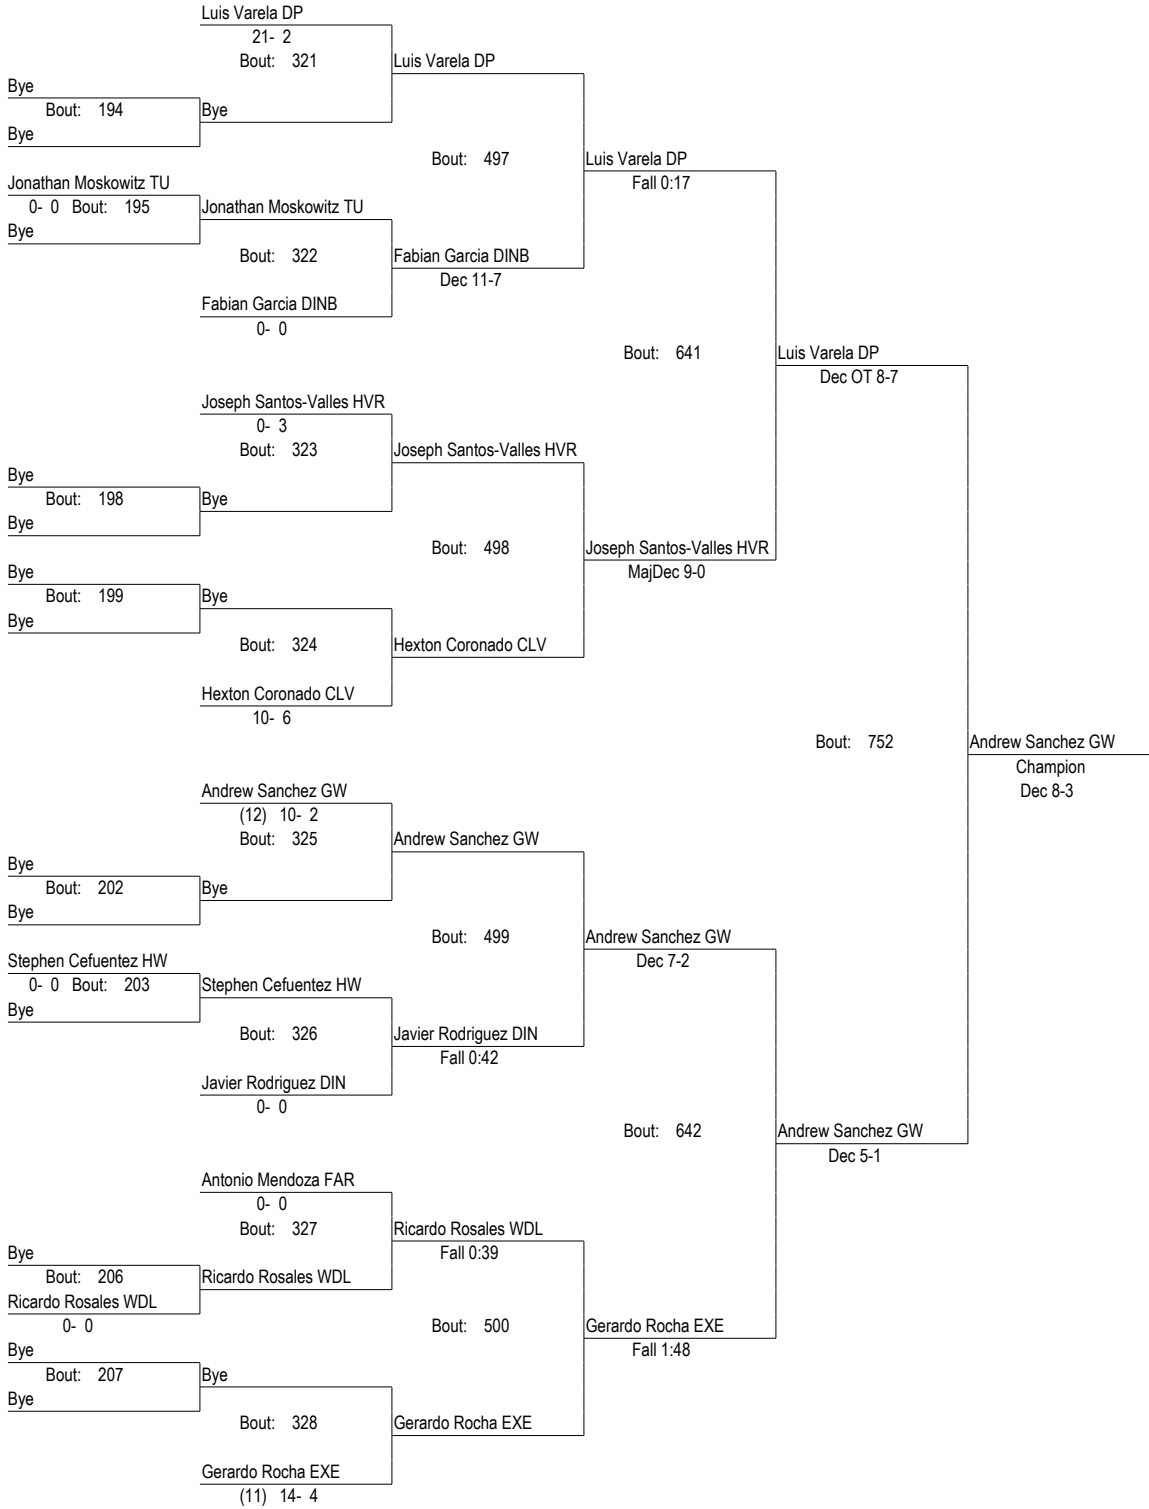 Luis Varela DP
21- 2
Bout: 321
Luis Varela DP
Bye
Bout: 194
Bye
Bye
Bout: 497
Luis Varela DP
Fall 0:17
Jonathan Moskowitz TU
0- 0 Bout: 195
Jonathan Moskowitz TU
Bye
Bout: 322
Fabian Garcia DINB
Dec 11-7
Fabian Garcia DINB
0- 0
Bout: 641
Luis Varela DP
Dec OT 8-7
Joseph Santos-Valles HVR
0- 3
Bout: 323
Joseph Santos-Valles HVR
Bye
Bout: 198
Bye
Bye
Bout: 498
Joseph Santos-Valles HVR
MajDec 9-0
Bye
Bout: 199
Bye
Bye
Bout: 324
Hexton Coronado CLV
Hexton Coronado CLV
10- 6
Bout: 752
Andrew Sanchez GW
Champion
Dec 8-3
Andrew Sanchez GW
(12) 10- 2
Bout: 325
Andrew Sanchez GW
Bye
Bout: 202
Bye
Bye
Bout: 499
Andrew Sanchez GW
Dec 7-2
Stephen Cefuentez HW
0- 0 Bout: 203
Stephen Cefuentez HW
Bye
Bout: 326
Javier Rodriguez DIN
Fall 0:42
Javier Rodriguez DIN
0- 0
Bout: 642
Andrew Sanchez GW
Dec 5-1
Antonio Mendoza FAR
0- 0
Bout: 327
Ricardo Rosales WDL
Fall 0:39
Bye
Bout: 206
Ricardo Rosales WDL
Ricardo Rosales WDL
0- 0
Bout: 500
Gerardo Rocha EXE
Fall 1:48
Bye
Bout: 207
Bye
Bye
Bout: 328
Gerardo Rocha EXE
Gerardo Rocha EXE
(11) 14- 4